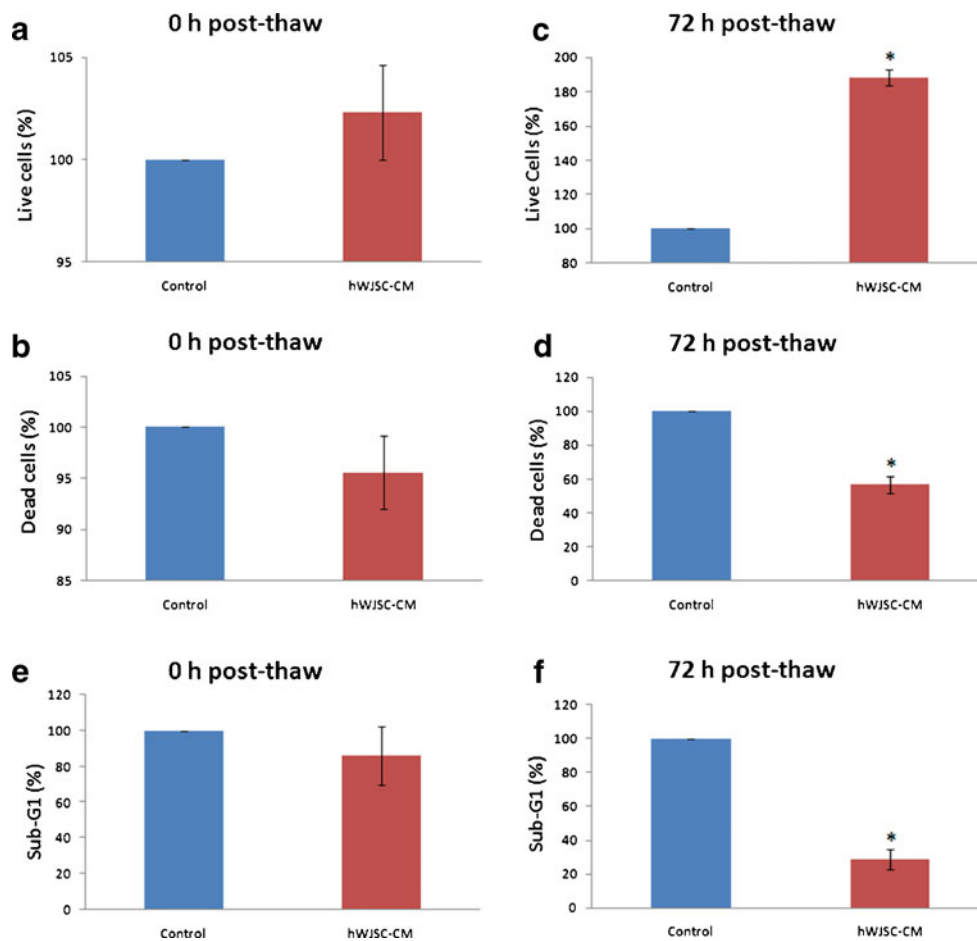 a
0 h post-thaw
Live cells (%)
105
100
95
Control
hWJSC-CM
c
72 h post-thaw
Live Cells (%)
200
180
160
140
120
100
80
*
Control
hWJSC-CM
b
0 h post-thaw
Dead cells (%)
105
100
95
90
85
Control
hWJSC-CM
d
72 h post-thaw
Dead cells (%)
120
100
80
60
40
20
0
*
Control
hWJSC-CM
e
0 h post-thaw
Sub-G1 (%)
120
100
80
60
40
20
0
Control
hWJSC-CM
f
72 h post-thaw
Sub-G1 (%)
120
100
80
60
40
20
0
*
Control
hWJSC-CM